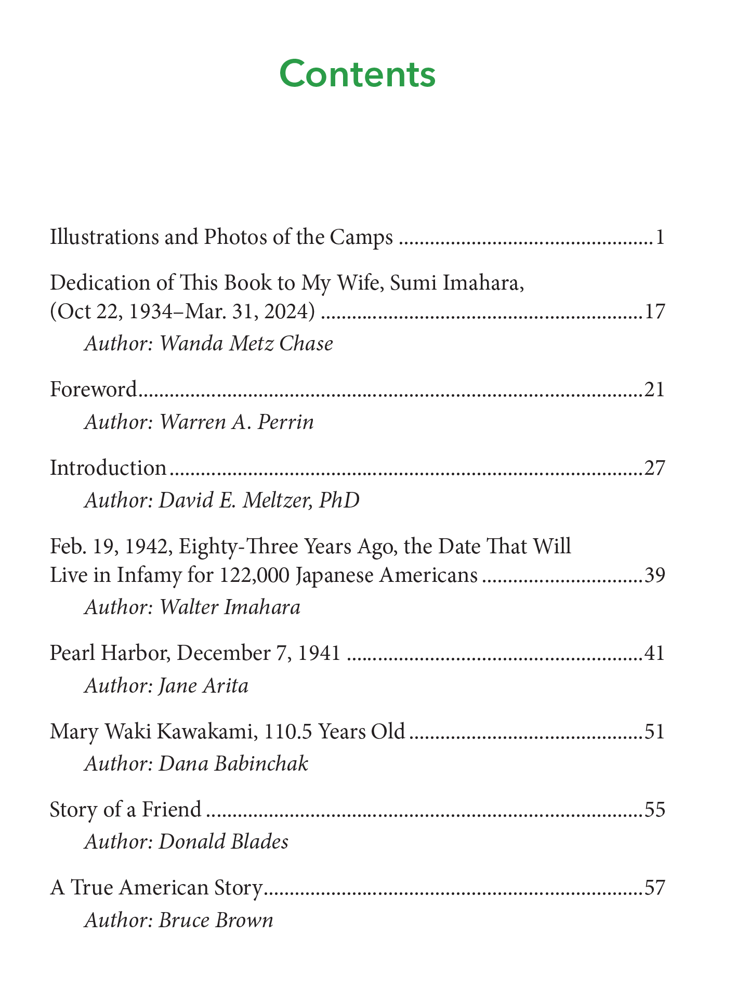 Contents
Illustrations and Photos of the Camps ................................................. 1
Dedication of This Book to My Wife, Sumi Imahara,
(Oct 22, 1934–Mar. 31, 2024) .............................................................. 17
Author: Wanda Metz Chase
Foreword ................................................................................................. 21
Author: Warren A. Perrin
Introduction ........................................................................................... 27
Author: David E. Meltzer, PhD
Feb. 19, 1942, Eighty-Three Years Ago, the Date That Will
Live in Infamy for 122,000 Japanese Americans ............................... 39
Author: Walter Imahara
Pearl Harbor, December 7, 1941 ......................................................... 41
Author: Jane Arita
Mary Waki Kawakami, 110.5 Years Old ............................................. 51
Author: Dana Babinchak
Story of a Friend .................................................................................... 55
Author: Donald Blades
A True American Story ......................................................................... 57
Author: Bruce Brown